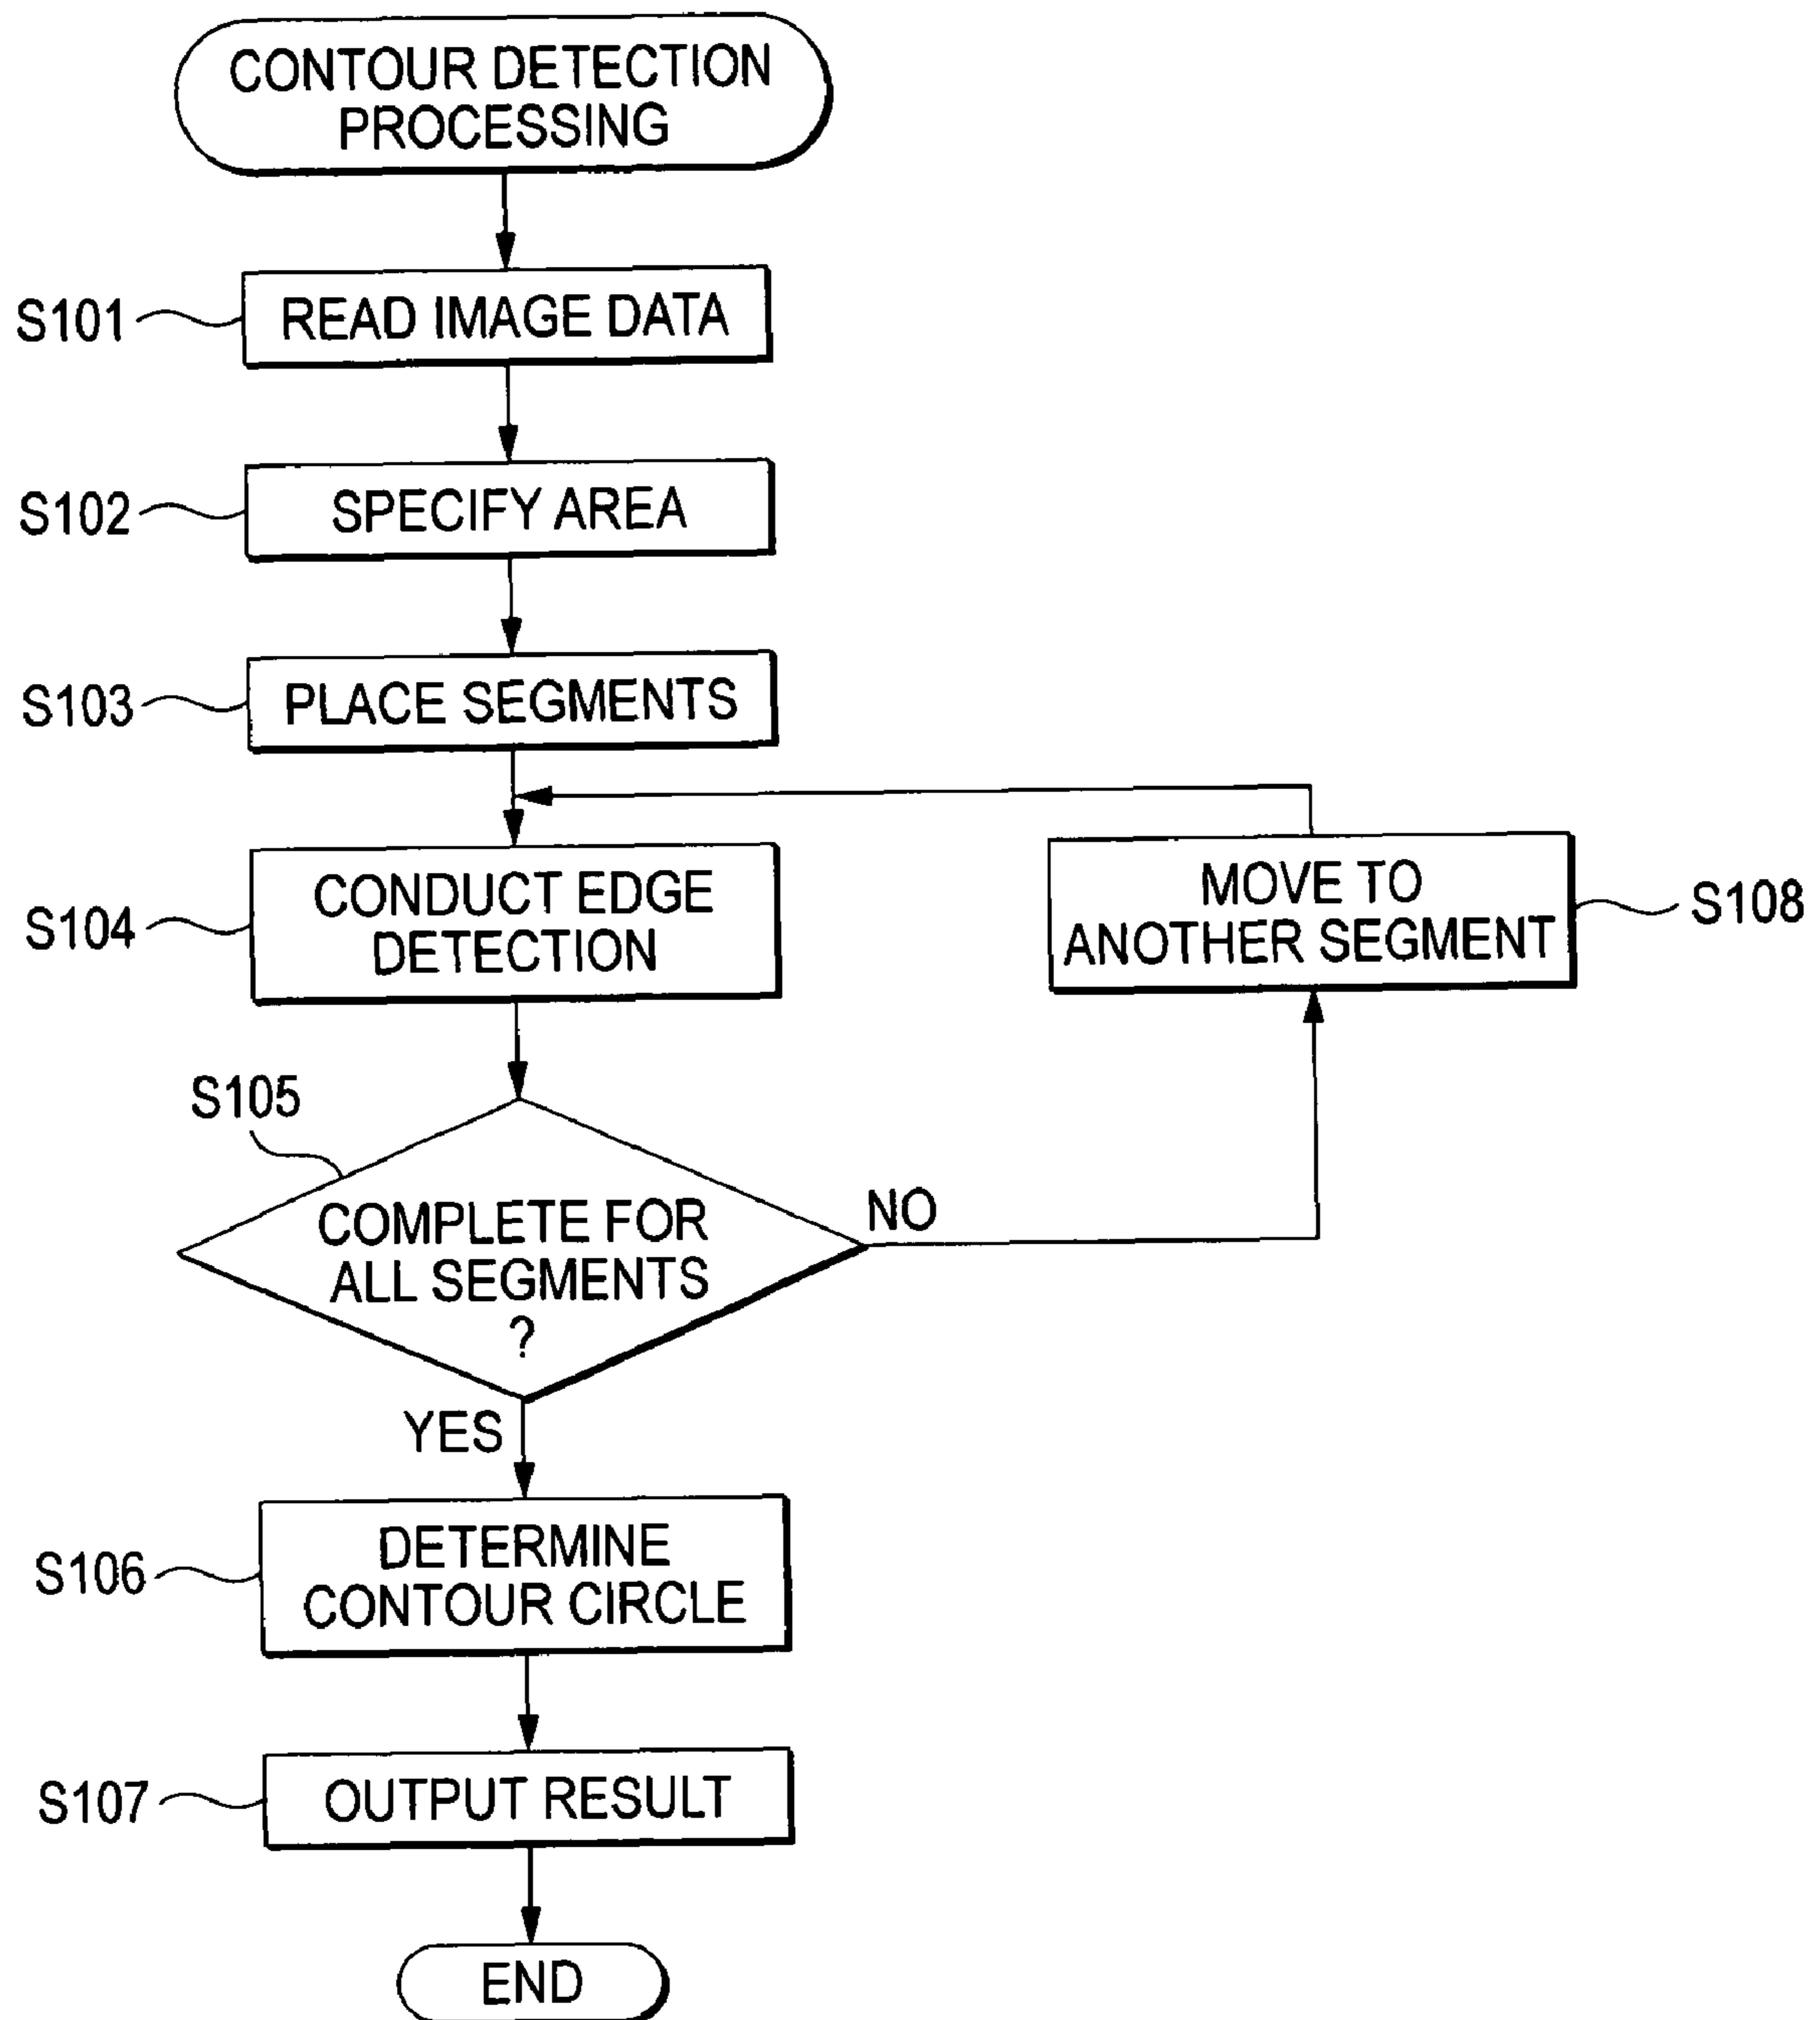 CONTOUR DETECTION
PROCESSING
S101
READ IMAGE DATA
S102
SPECIFY AREA
S103
PLACE SEGMENTS
S104
CONDUCT EDGE
DETECTION
MOVE TO
ANOTHER SEGMENT
S108
S105
COMPLETE FOR
ALL SEGMENTS
?
NO
YES
S106
DETERMINE
CONTOUR CIRCLE
S107
OUTPUT RESULT
END